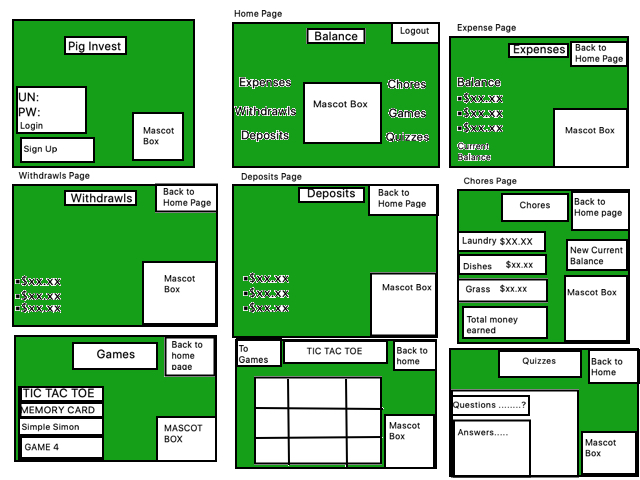 Pig Invest
UN:
PW:
Login
Sign Up
Mascot
Box
Home Page
Balance
Logout
Expenses
Withdrawls
Deposits
Mascot Box
Chores
Games
Quizzes
Expense Page
Expenses
Back to
Home Page
Balance
•$xx.xx
•$xx.xx
•$xx.xx
Current
Balance
Mascot
Box
Withdrawls Page
Withdrawls
Back to
Home Page
•$xx.xx
•$xx.xx
•$xx.xx
Mascot
Box
Deposits Page
Deposits
Back to
Home Page
•$xx.xx
•$xx.xx
•$xx.xx
Mascot Box
Chores Page
Chores
Back to
Home page
Laundry $XX.XX
Dishes $xx.xx
Grass $xx.xx
Total money
earned
New Current
Balance
Mascot Box
Games
Back to
home
page
TIC TAC TOE
MEMORY CARD
Simple Simon
GAME 4
MASCOT
BOX
To
Games
TIC TAC TOE
Back to
home
Mascot
Box
Quizzes
Back to
Home
Questions ........?
Answers.....
Mascot
Box